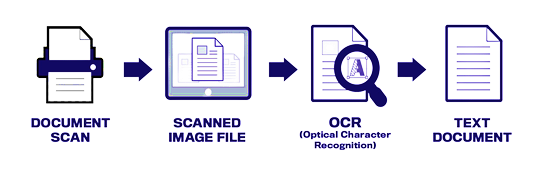 DOCUMENT
SCAN
SCANNED
IMAGE FILE
A
OCR
(Optical Character
Recognition)
TEXT
DOCUMENT